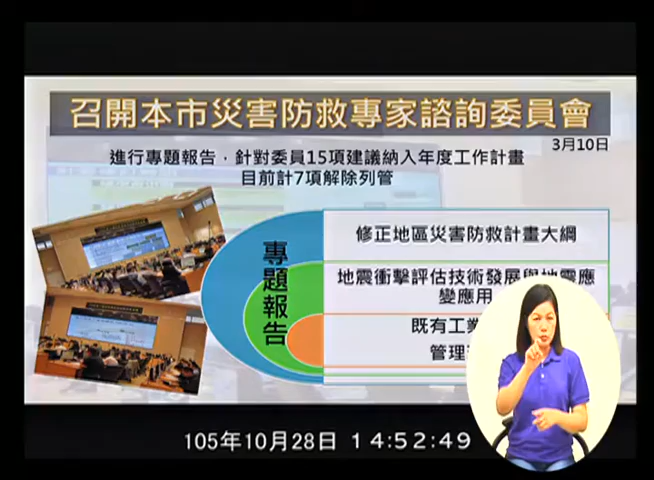 召開本市災害防救專家諮詢委員會
3月10日
進行專題報告，針對委員15項建議納入年度工作計畫
目前計7項解除列管
專題報告
修正地區災害防救計畫大綱
地震衝擊評估技術發展與地震應
變應用
既有工業
管理
105年10月28日 14:52:49